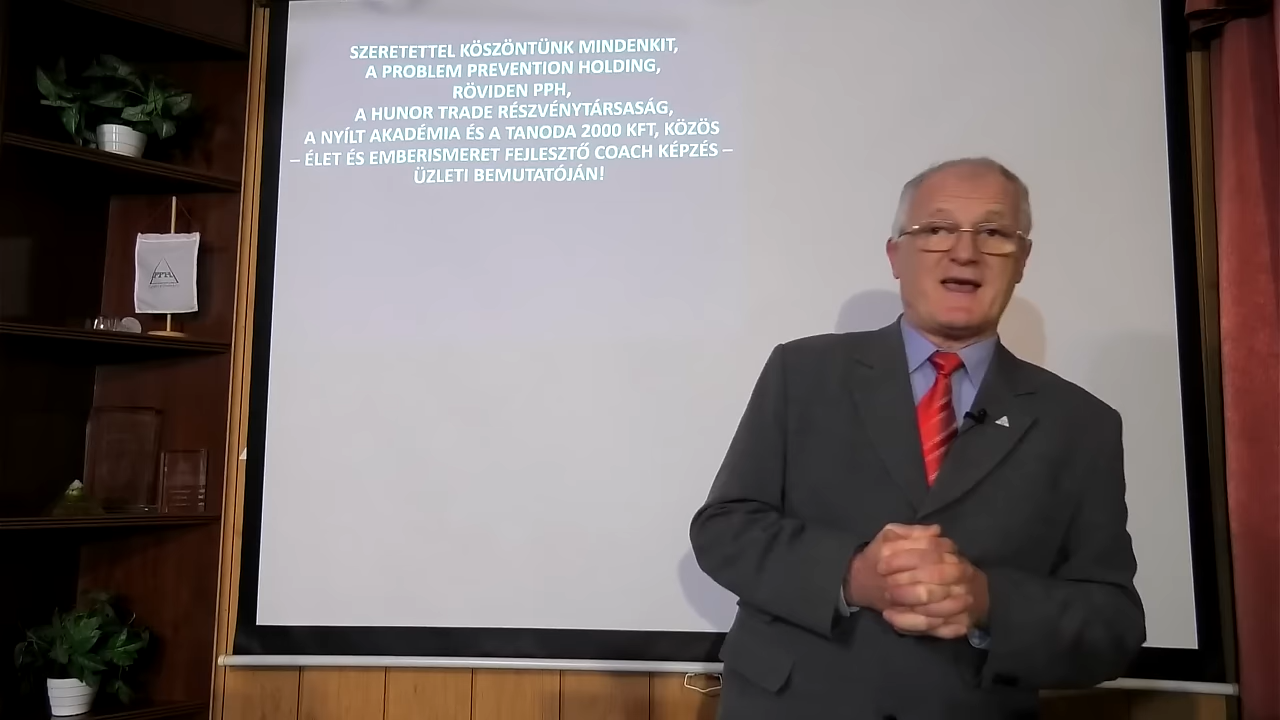 SZERETETTEL KÖSZÖNTÜNK MINDENKIT,
A PROBLEM PREVENTION HOLDING,
RÖVIDEN PPH,
A HUNOR TRADE RÉSZVÉNYTÁRSASÁG,
A NYÍLT AKADÉMIA ÉS A TANODA 2000 KFT, KÖZÖS
– ÉLET ÉS EMBERISMERET FEJLESZTŐ COACH KÉPZÉS –
ÜZLETI BEMUTATÓJÁN!